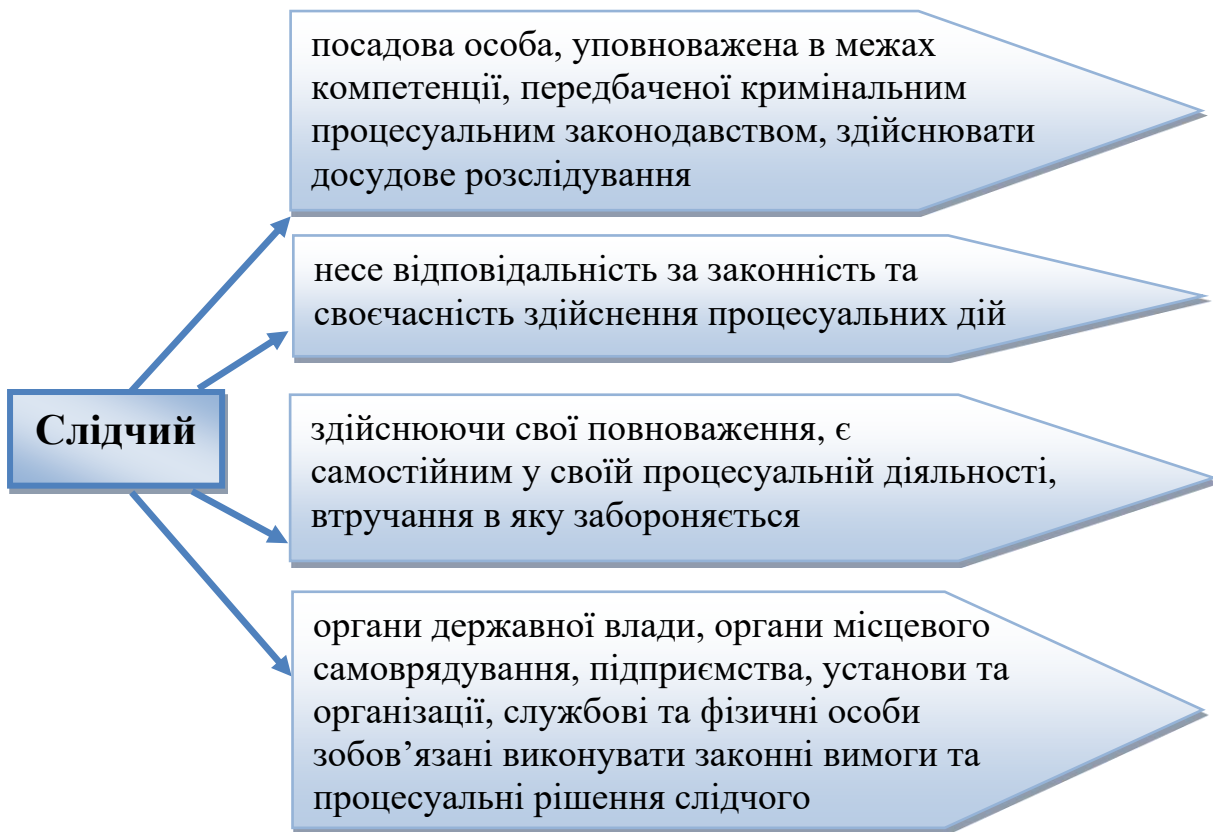 посадова особа, уповноважена в межах
компетенції, передбаченої кримінальним
процесуальним законодавством, здійснювати
досудове розслідування
несе відповідальність за законність та
своєчасність здійснення процесуальних дій
Слідчий
здійснюючи свої повноваження, є
самостійним у своїй процесуальній діяльності,
втручання в яку забороняється
органи державної влади, органи місцевого
самоврядування, підприємства, установи та
організації, службові та фізичні особи
зобов’язані виконувати законні вимоги та
процесуальні рішення слідчого